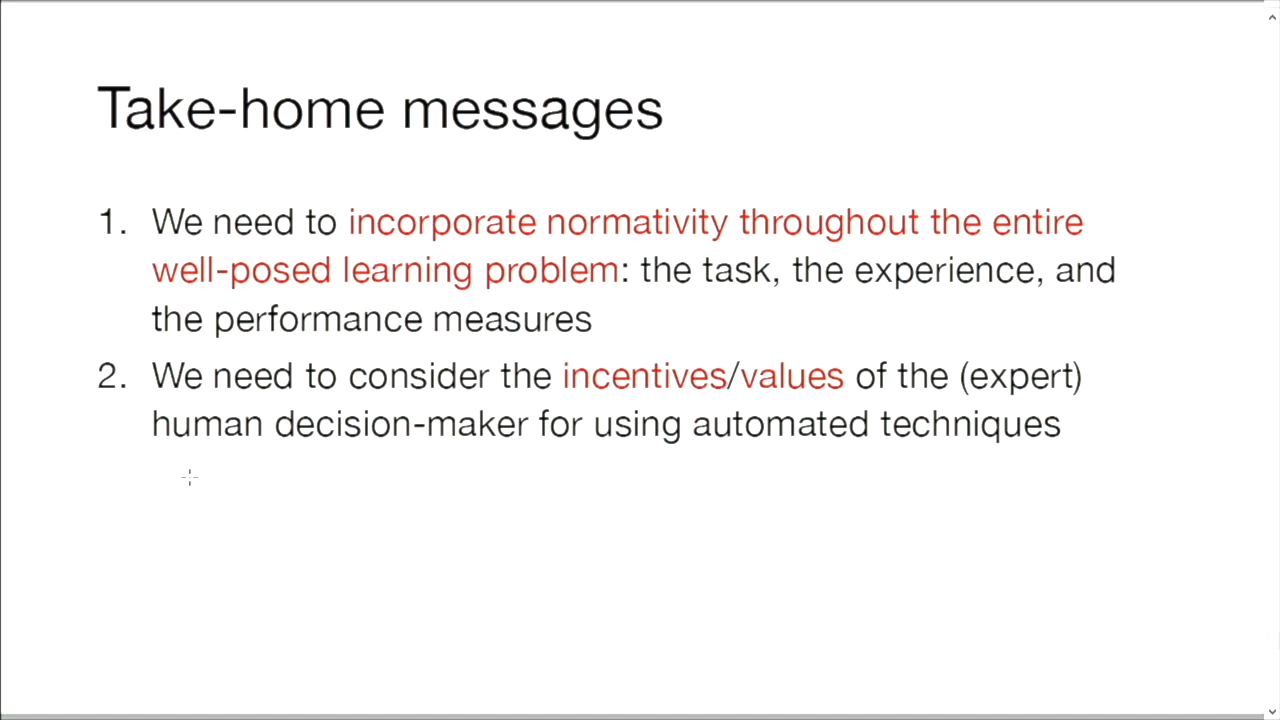 Take-home messages
1. We need to incorporate normativity throughout the entire
well-posed learning problem: the task, the experience, and
the performance measures
2. We need to consider the incentives/values of the (expert)
human decision-maker for using automated techniques